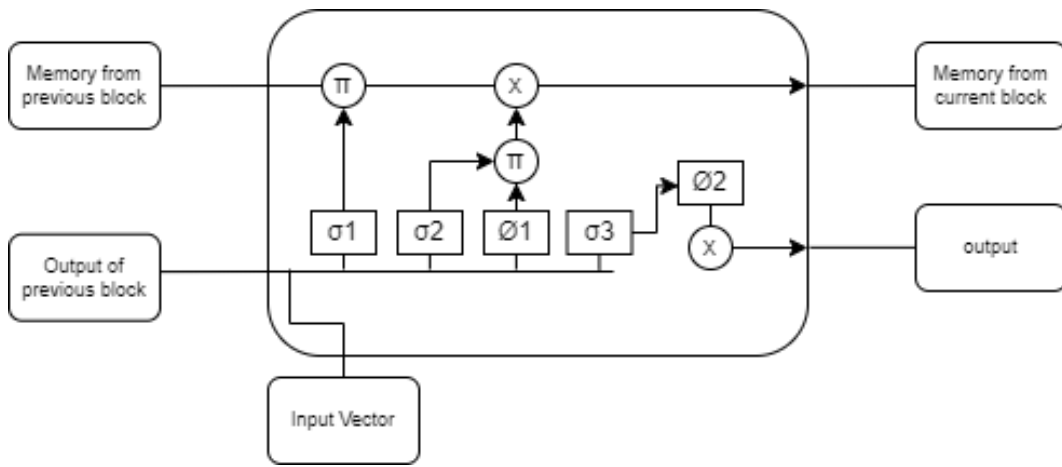 Memory from
previous block
π
X
Memory from
current block
π
Ø2
σ1
σ2
Ø1
σ3
X
output
Output of
previous block
Input Vector